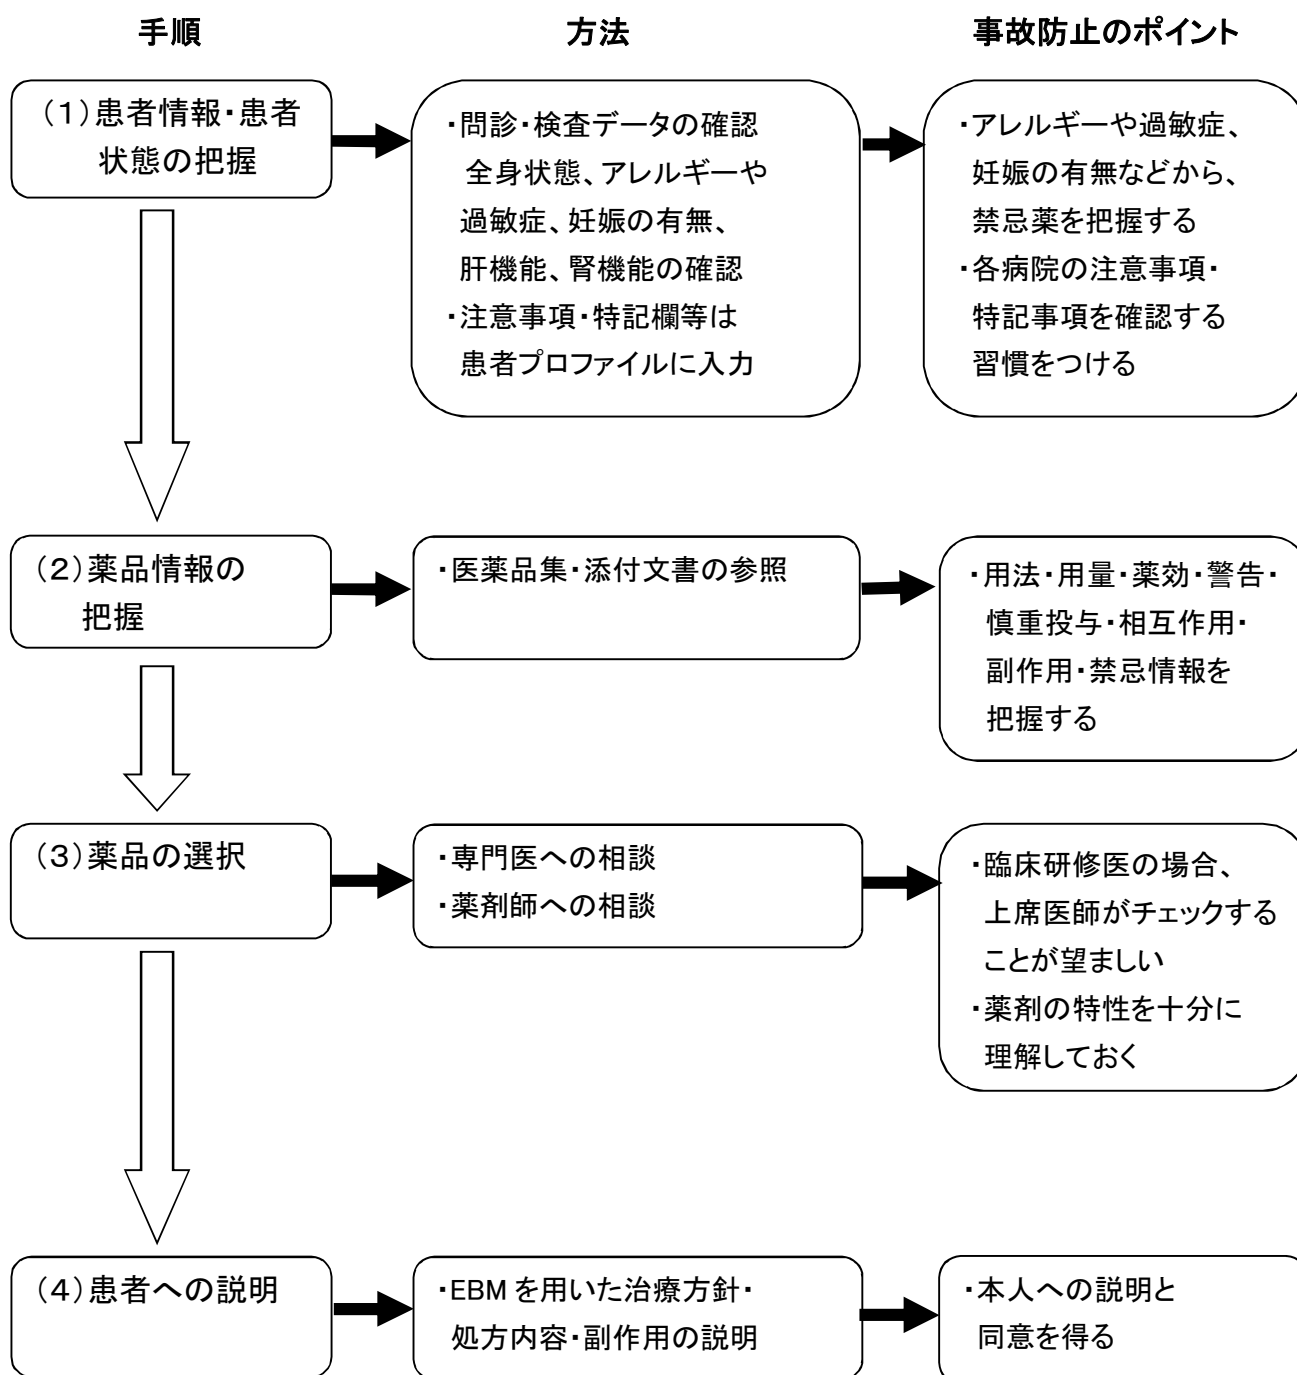 手順
方法
事故防止のポイント
(1)患者情報・患者
状態の把握
・問診・検査データの確認
全身状態、アレルギーや
過敏症、妊娠の有無、
肝機能、腎機能の確認
・注意事項・特記欄等は
患者プロファイルに入力
・アレルギーや過敏症、
妊娠の有無などから、
禁忌薬を把握する
・各病院の注意事項・
特記事項を確認する
習慣をつける
(2)薬品情報の
把握
・医薬品集・添付文書の参照
・用法・用量・薬効・警告・
慎重投与・相互作用・
副作用・禁忌情報を
把握する
(3)薬品の選択
・専門医への相談
・薬剤師への相談
・臨床研修医の場合、
上席医師がチェックする
ことが望ましい
・薬剤の特性を十分に
理解しておく
(4)患者への説明
・EBM を用いた治療方針・
処方内容・副作用の説明
・本人への説明と
同意を得る